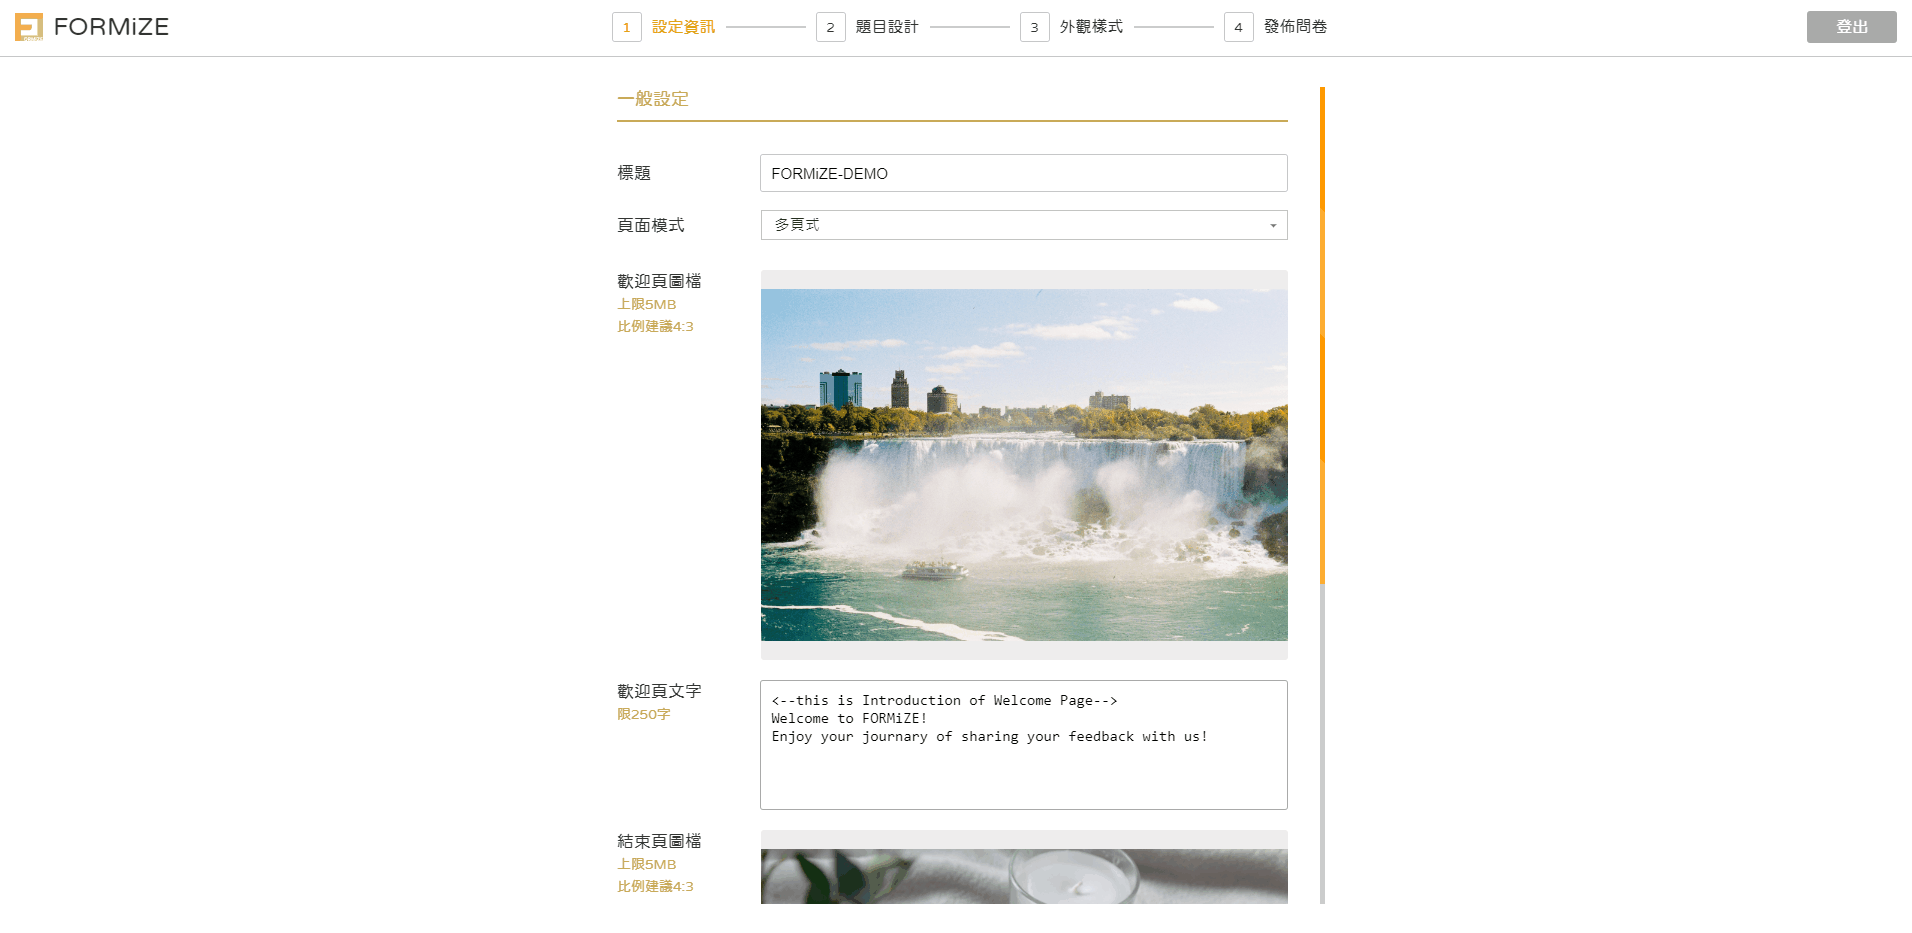 FORMiZE
1 設定資訊 2 題目設計 3 外觀樣式 4 發佈問卷
登出
一般設定
標題
FORMiZE-DEMO
頁面模式
多頁式
歡迎頁圖檔
上限5MB
比例建議4:3
歡迎頁文字
限250字
<--this is Introduction of Welcome Page-->
Welcome to FORMiZE!
Enjoy your journary of sharing your feedback with us!
結束頁圖檔
上限5MB
比例建議4:3